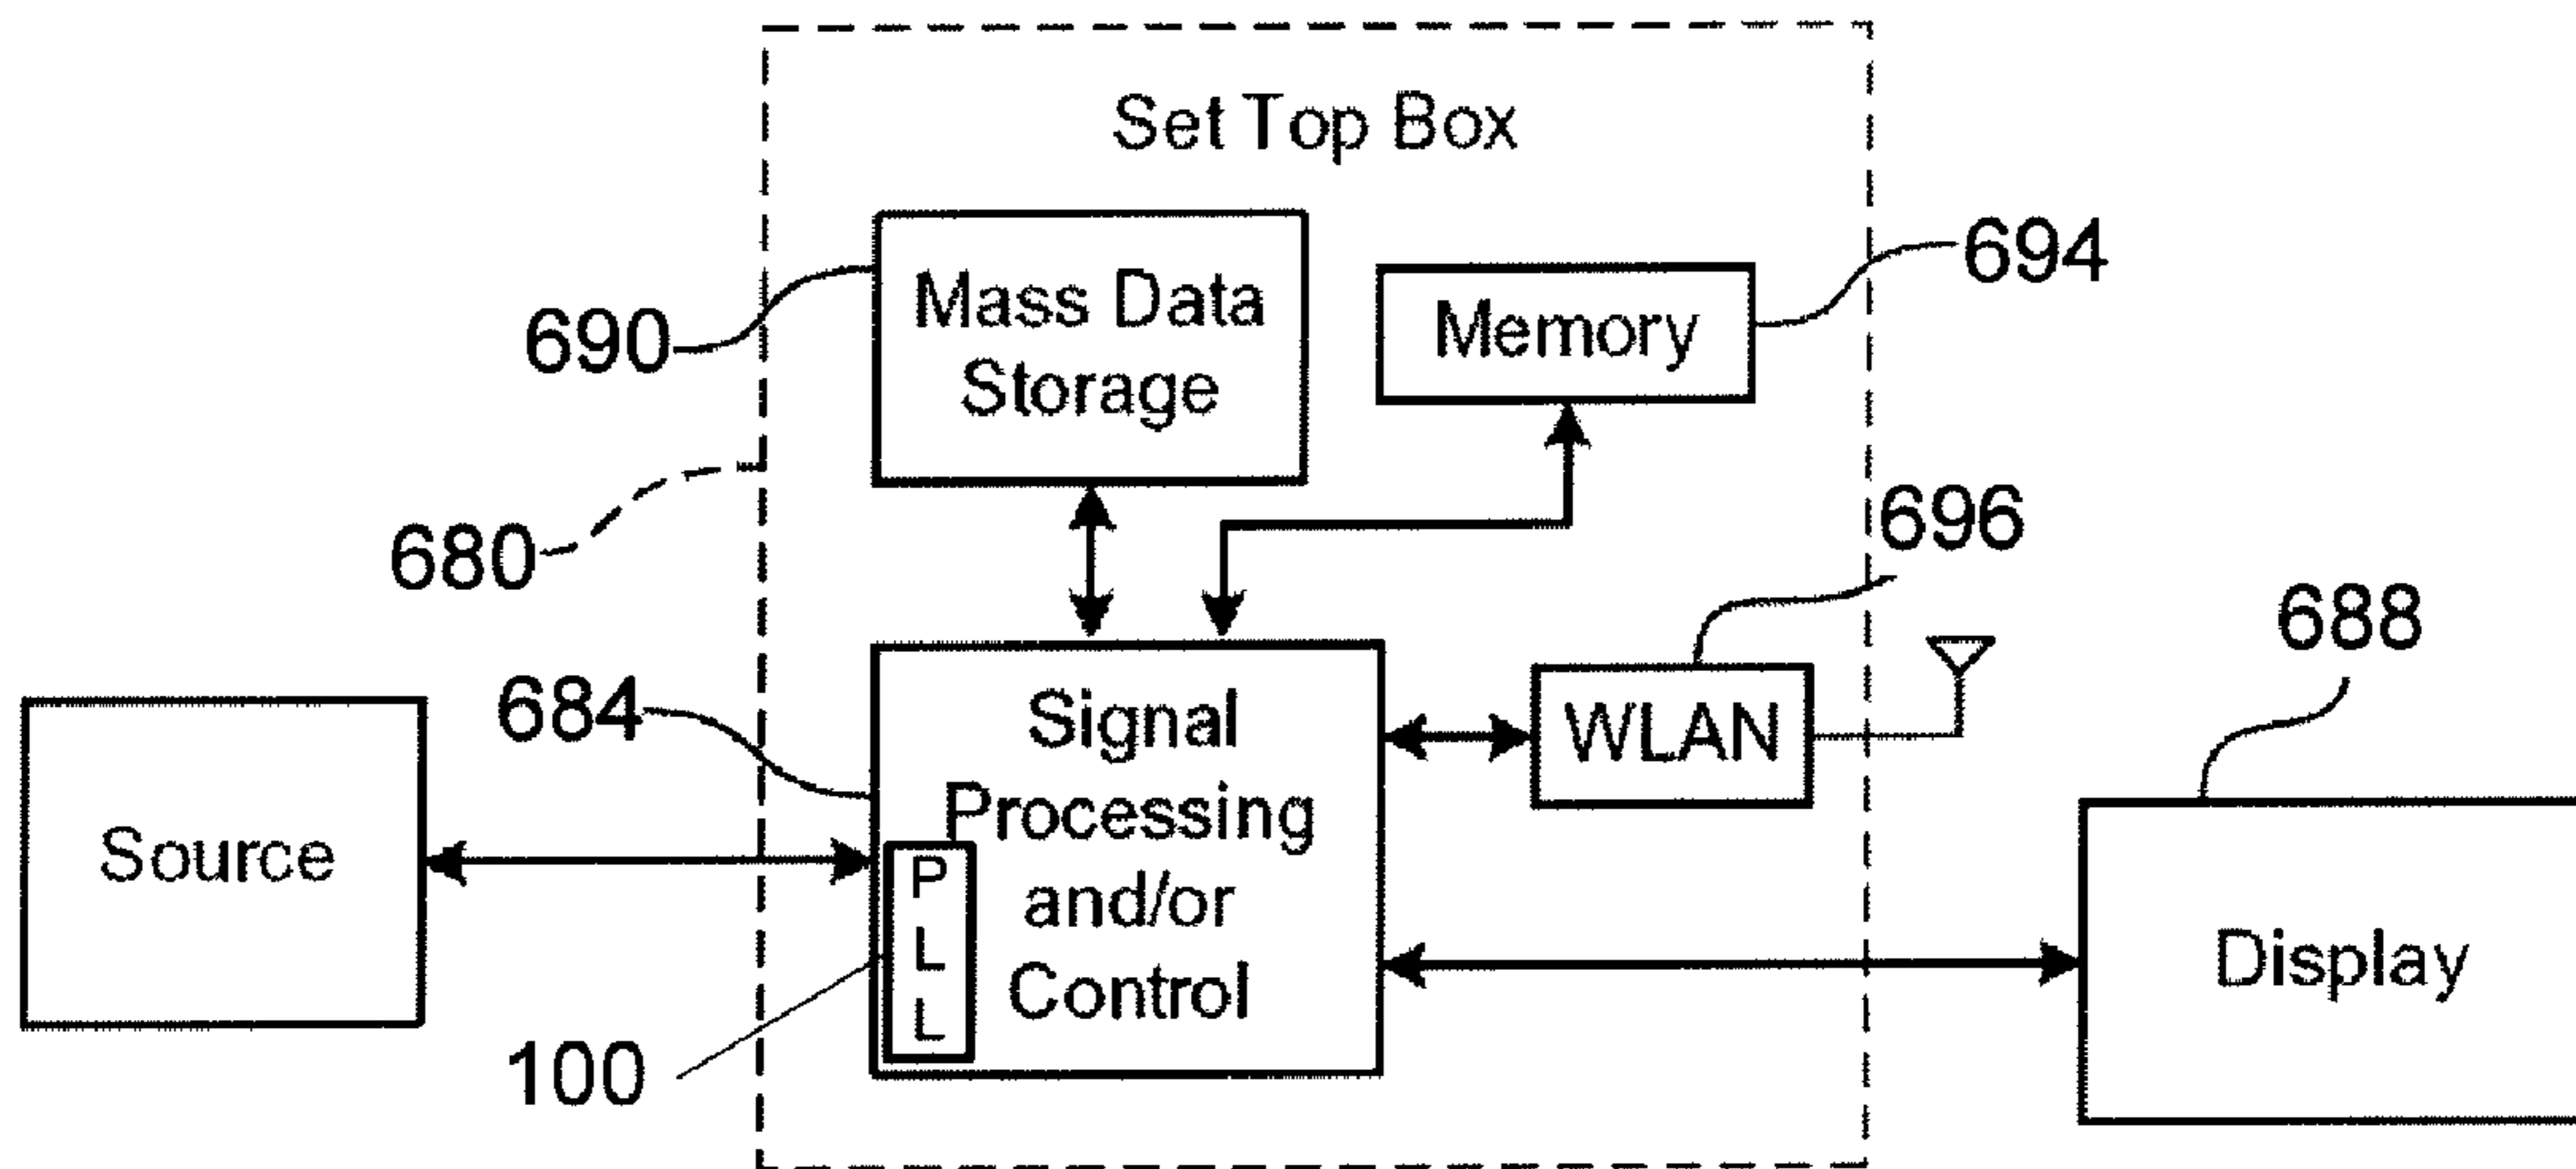 Set Top Box
690
Mass Data
Storage
Memory
694
680
696
688
684
Signal
Processing
and/or
Control
WLAN
Source
P
L
L
Display
100